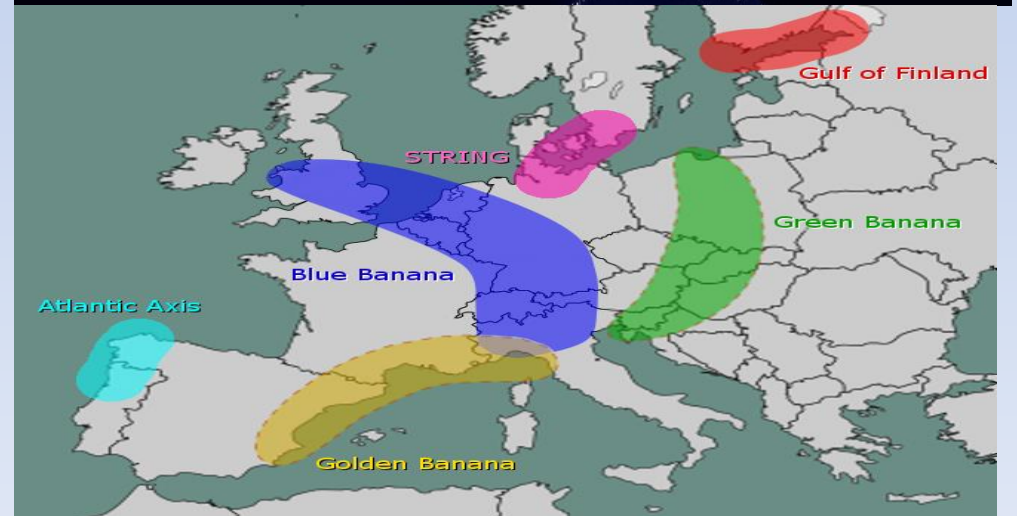 Gulf of Finland
STRING
Green Banana
Blue Banana
Atlantic Axis
Golden Banana